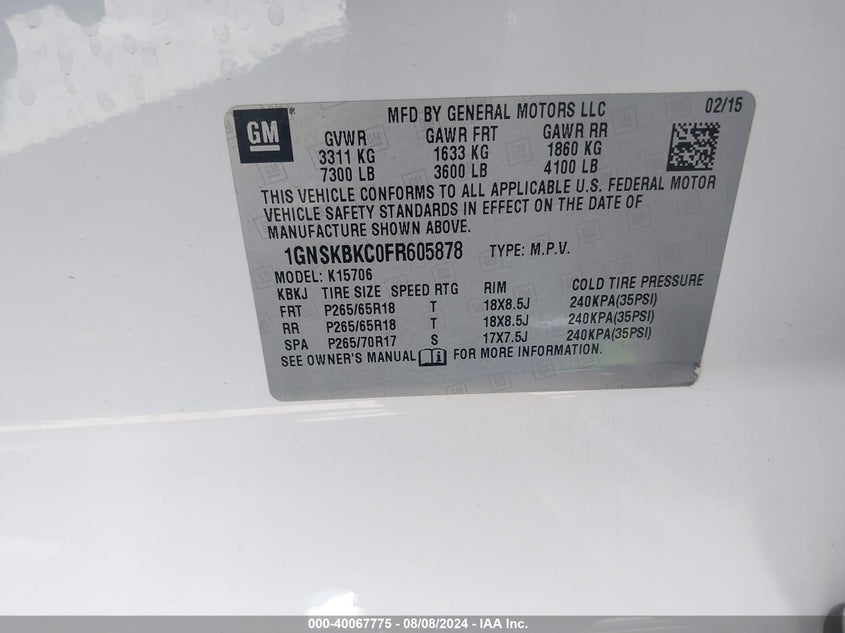 GM ® MFD BY GENERAL MOTORS LLC 02/15
GVWR GAWR FRT GAWR RR
3311 KG 1633 KG 1860 KG
7300 LB 3600 LB 4100 LB
THIS VEHICLE CONFORMS TO ALL APPLICABLE U.S. FEDERAL MOTOR
VEHICLE SAFETY STANDARDS IN EFFECT ON THE DATE OF
MANUFACTURE SHOWN ABOVE.
1GNSKBKC0FR605878 TYPE: M.P.V.
MODEL: K15706
KBKJ TIRE SIZE SPEED RTG RIM COLD TIRE PRESSURE
FRT P265/65R18 T 18X8.5J 240KPA(35PSI)
RR P265/65R18 T 18X8.5J 240KPA(35PSI)
SPA P265/70R17 S 17X7.5J 240KPA(35PSI)
SEE OWNER'S MANUAL FOR MORE INFORMATION.
000-40067775 - 08/08/2024 - IAA Inc.